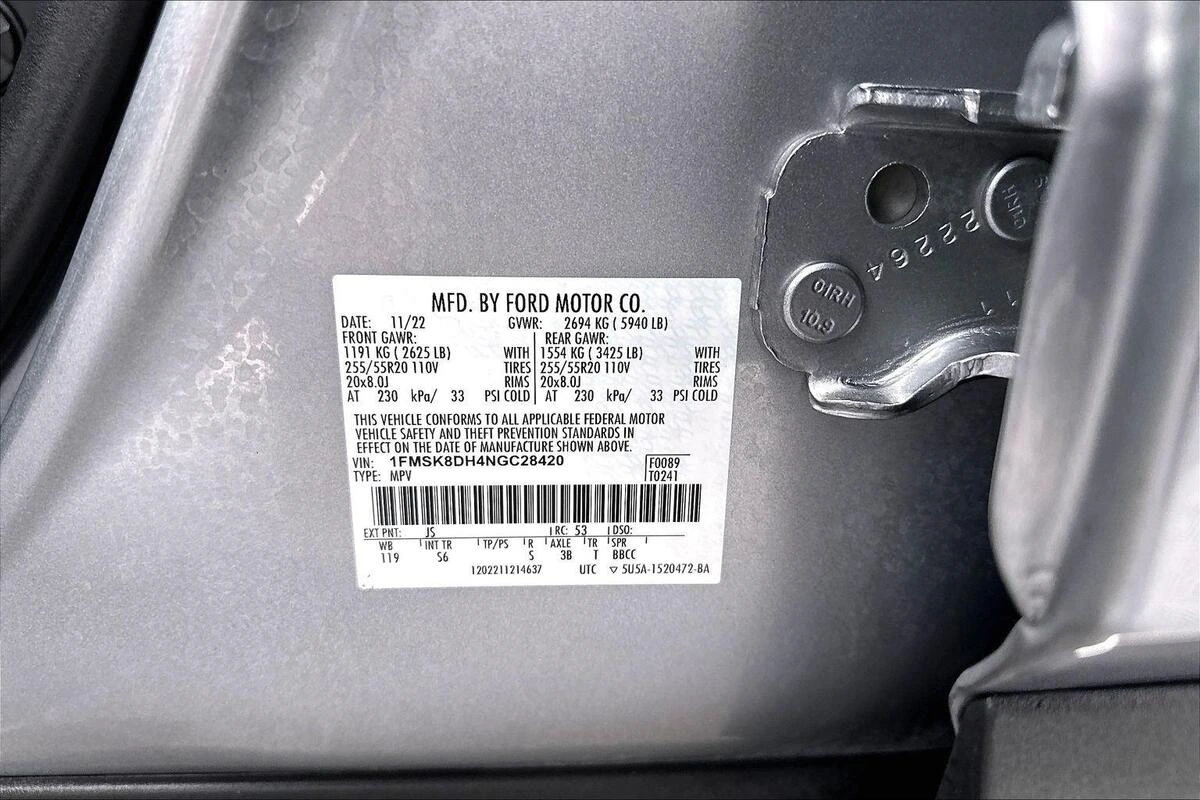 MFD. BY FORD MOTOR CO.
DATE: 11/22 GVWR: 2694 KG ( 5940 LB)
FRONT GAWR: REAR GAWR:
1191 KG ( 2625 LB) WITH 1554 KG ( 3425 LB) WITH
255/55R20 110V TIRES 255/55R20 110V TIRES
20x8.0J RIMS 20x8.0J RIMS
AT 230 kPa/ 33 PSI COLD AT 230 kPa/ 33 PSI COLD
THIS VEHICLE CONFORMS TO ALL APPLICABLE FEDERAL MOTOR
VEHICLE SAFETY AND THEFT PREVENTION STANDARDS IN
EFFECT ON THE DATE OF MANUFACTURE SHOWN ABOVE.
VIN: 1FMSK8DH4NGC28420 F0089
TYPE: MPV T0241
EXT PNT: JS RC: 53 DSO:
WB INT TR TP/PS R AXLE TR SPR
119 S6 S 3B T BBCC
1202211214637 UTC ▽ 5U5A-1520472-BA
22264
01RH
01RH
10.9
11